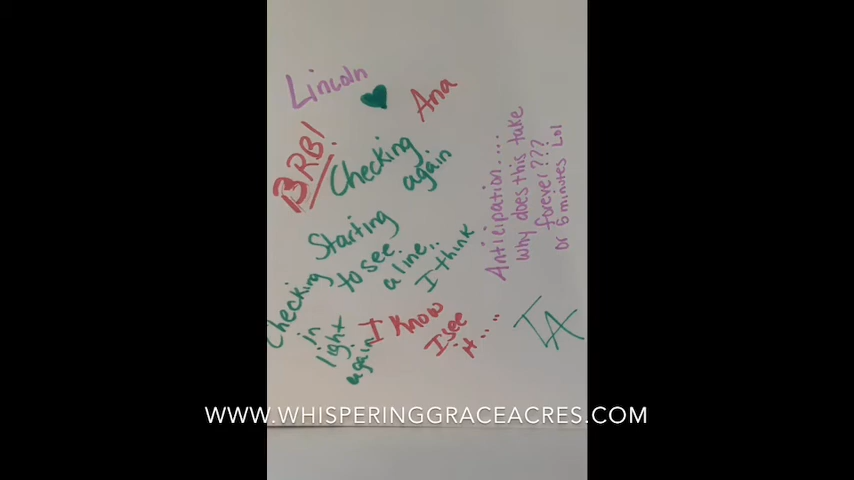 Lincoln
Ana
BRB!
Checking
again
Anticipation....
why does this take
forever???
or 6 minutes Lol
Starting
to see
a line,..
I think
Checking
in
light
again
I know
I see
it....
WWW.WHISPERINGGRACEACRES.COM